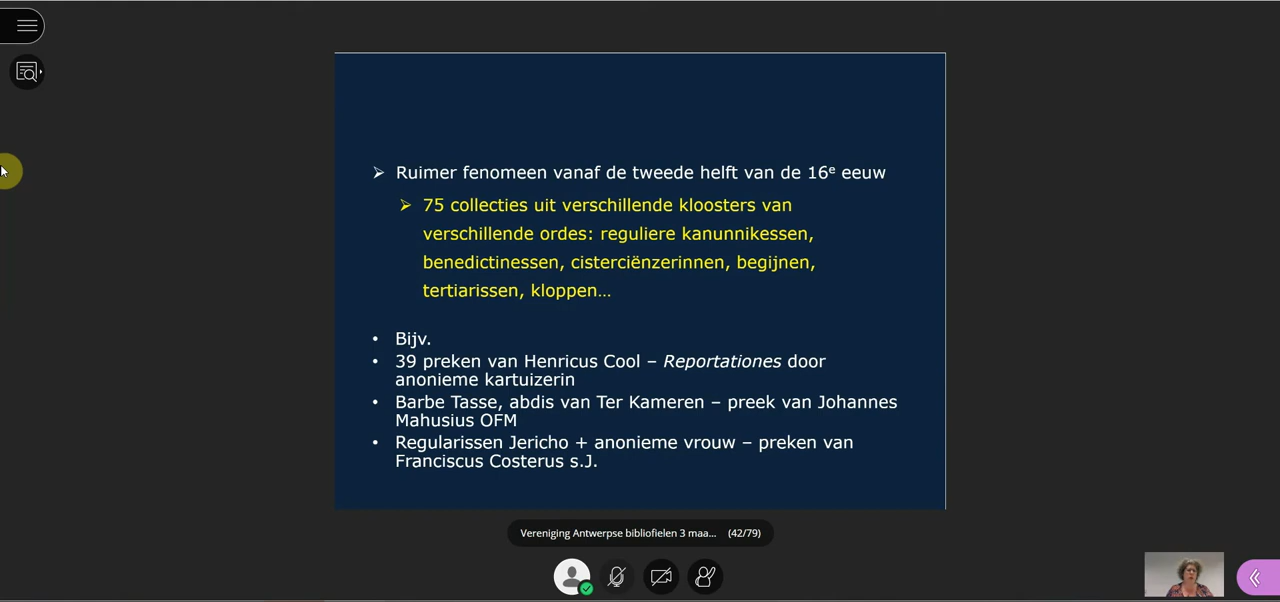 Ruimer fenomeen vanaf de tweede helft van de 16e eeuw
75 collecties uit verschillende kloosters van
verschillende ordes: reguliere kanunnikessen,
benedictinessen, cisterciënzerinnen, begijnen,
tertiarissen, kloppen...
Bijv.
39 preken van Henricus Cool – Reportationes door
anonieme kartuizerin
Barbe Tasse, abdis van Ter Kameren – preek van Johannes
Mahusius OFM
Regularissen Jericho + anonieme vrouw – preken van
Franciscus Costerus s.J.
Vereniging Antwerpse bibliofielen 3 maa... (42/79)